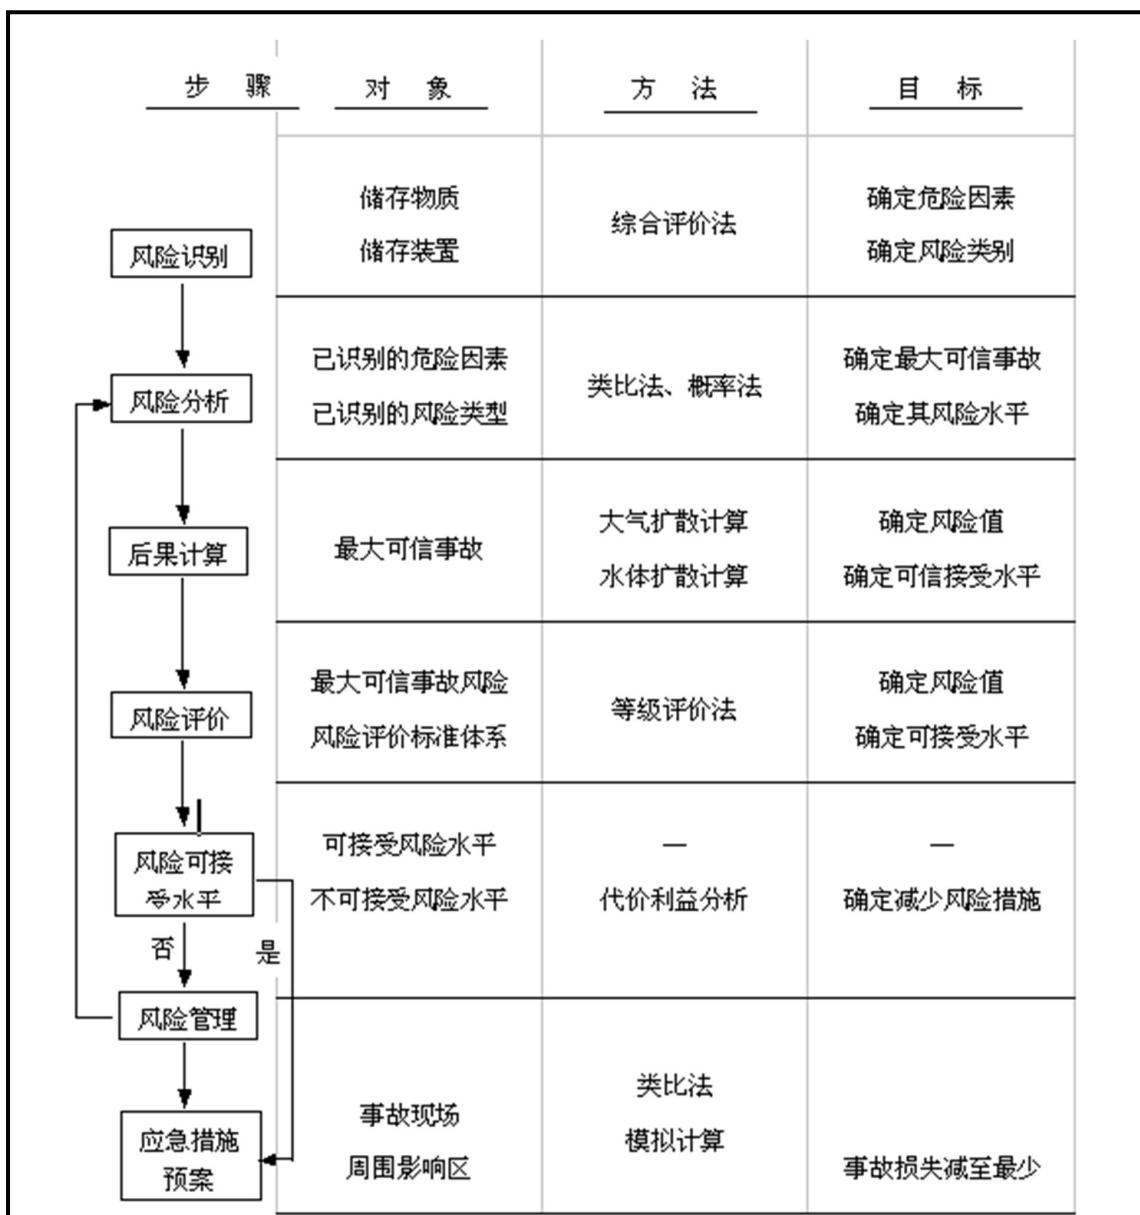 步 骤 对 象 方 法 目 标
储存物质 确定危险因素
综合评价法
风险识别 储存装置 确定风险类别
已识别的危险因素 确定最大可信事故
风险分析 类比法、概率法
已识别的风险类型 确定其风险水平
大气扩散计算 确定风险值
后果计算 最大可信事故
水体扩散计算 确定可信接受水平
最大可信事故风险 确定风险值
风险评价 等级评价法
风险评价标准体系 确定可接受水平
可接受风险水平 — —
风险可接
受水平 不可接受风险水平 代价利益分析 确定减少风险措施
否 是
风险管理
类比法
应急措施 事故现场 模拟计算
预案 周围影响区 事故损失减至最少